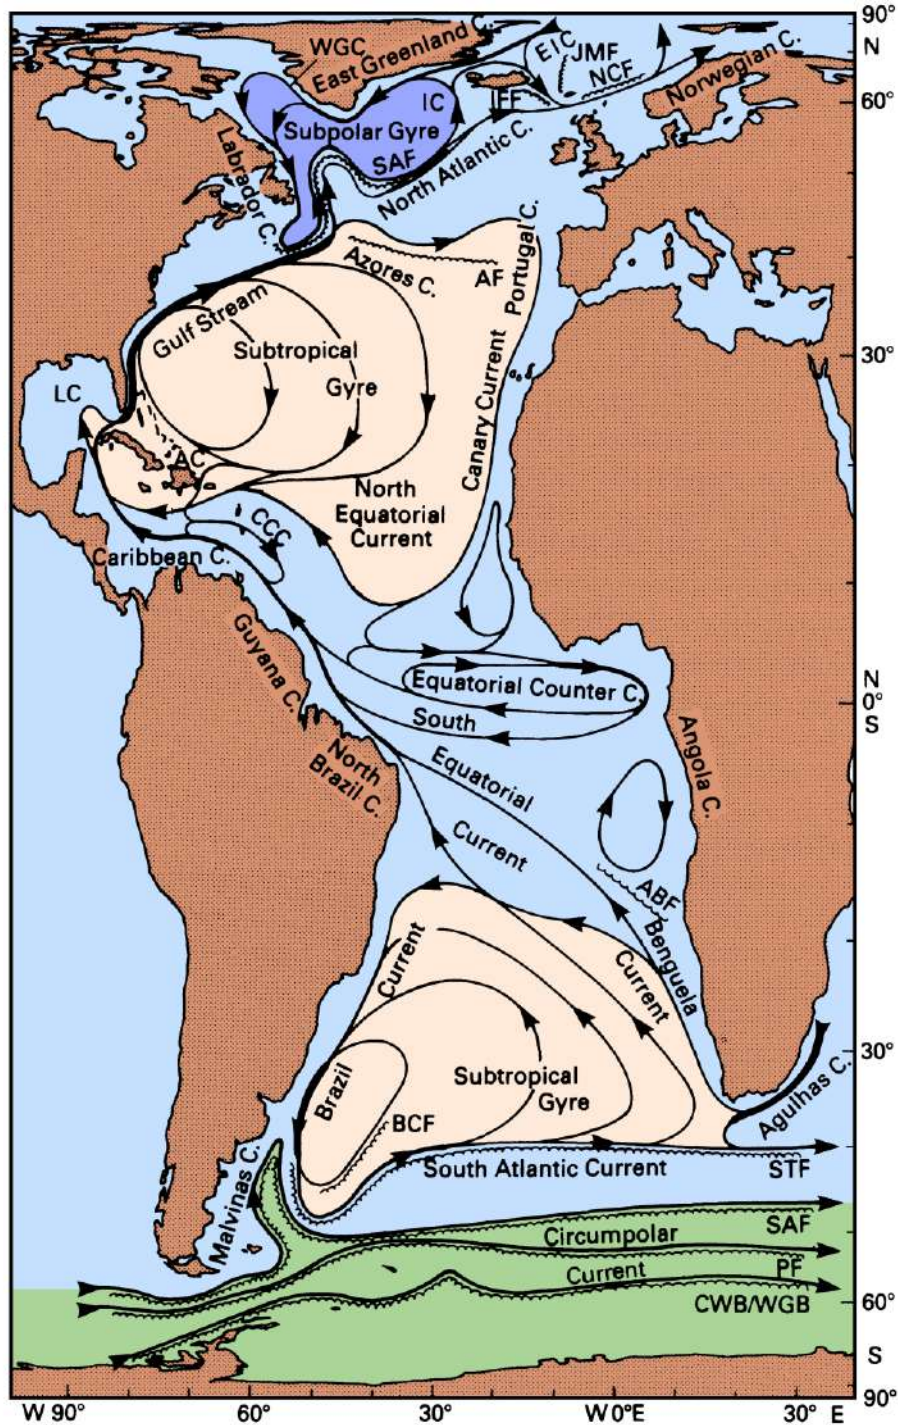 90°
N
WGC
East Greenland C.
EIC
JMF
NCF
Norwegian C.
IC
IFF
60°
Subpolar Gyre
SAF
North Atlantic C.
Labrador C.
Portugal C.
Azores C.
AF
Gulf Stream
Subtropical
Gyre
30°
LC
Canary Current
AC
North
Equatorial
Current
CCC
Caribbean C.
Guyana C.
Equatorial Counter C.
N
0°
S
South
Angola C.
North
Brazil C.
Equatorial
Current
ABF
Benguela
Current
Current
30°
Brazil
Subtropical
Gyre
Agulhas C.
BCF
South Atlantic Current
STF
Malvinas C.
SAF
Circumpolar
PF
Current
CWB/WGB
60°
S
90°
W 90°
60°
30°
W 0°E
30° E